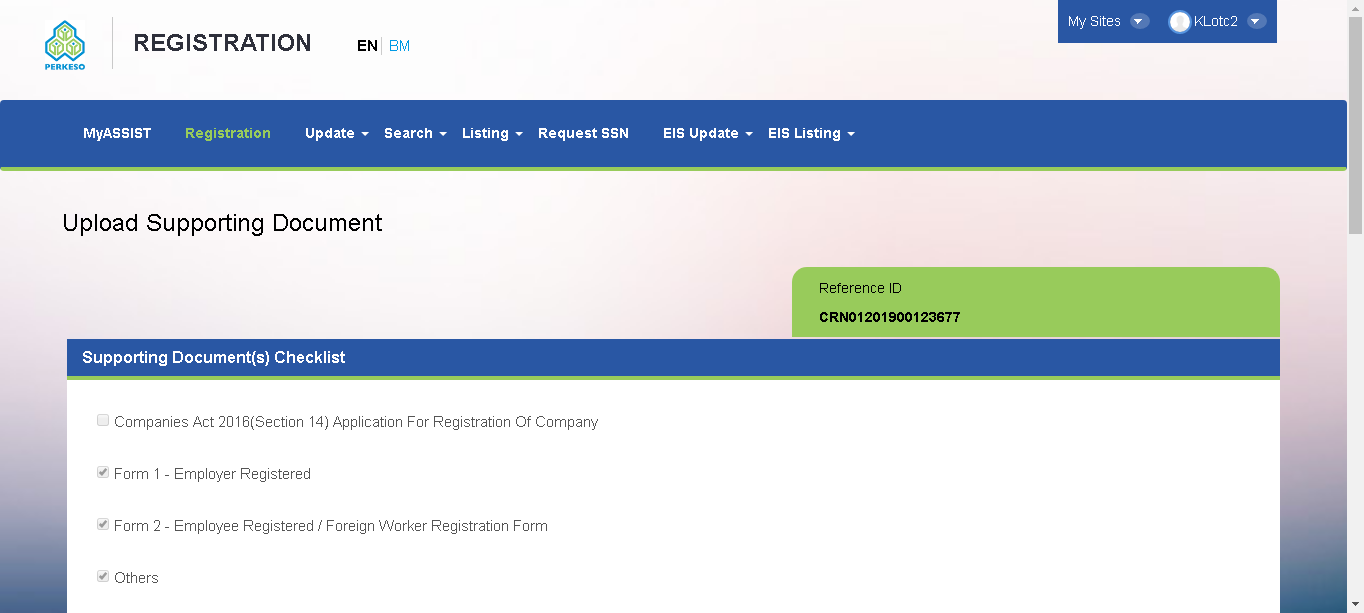 PERKESO
REGISTRATION
EN BM
My Sites KLotc2
MyASSIST Registration Update Search Listing Request SSN EIS Update EIS Listing
Upload Supporting Document
Reference ID
CRN01201900123677
Supporting Document(s) Checklist
Companies Act 2016(Section 14) Application For Registration Of Company
Form 1 - Employer Registered
Form 2 - Employee Registered / Foreign Worker Registration Form
Others